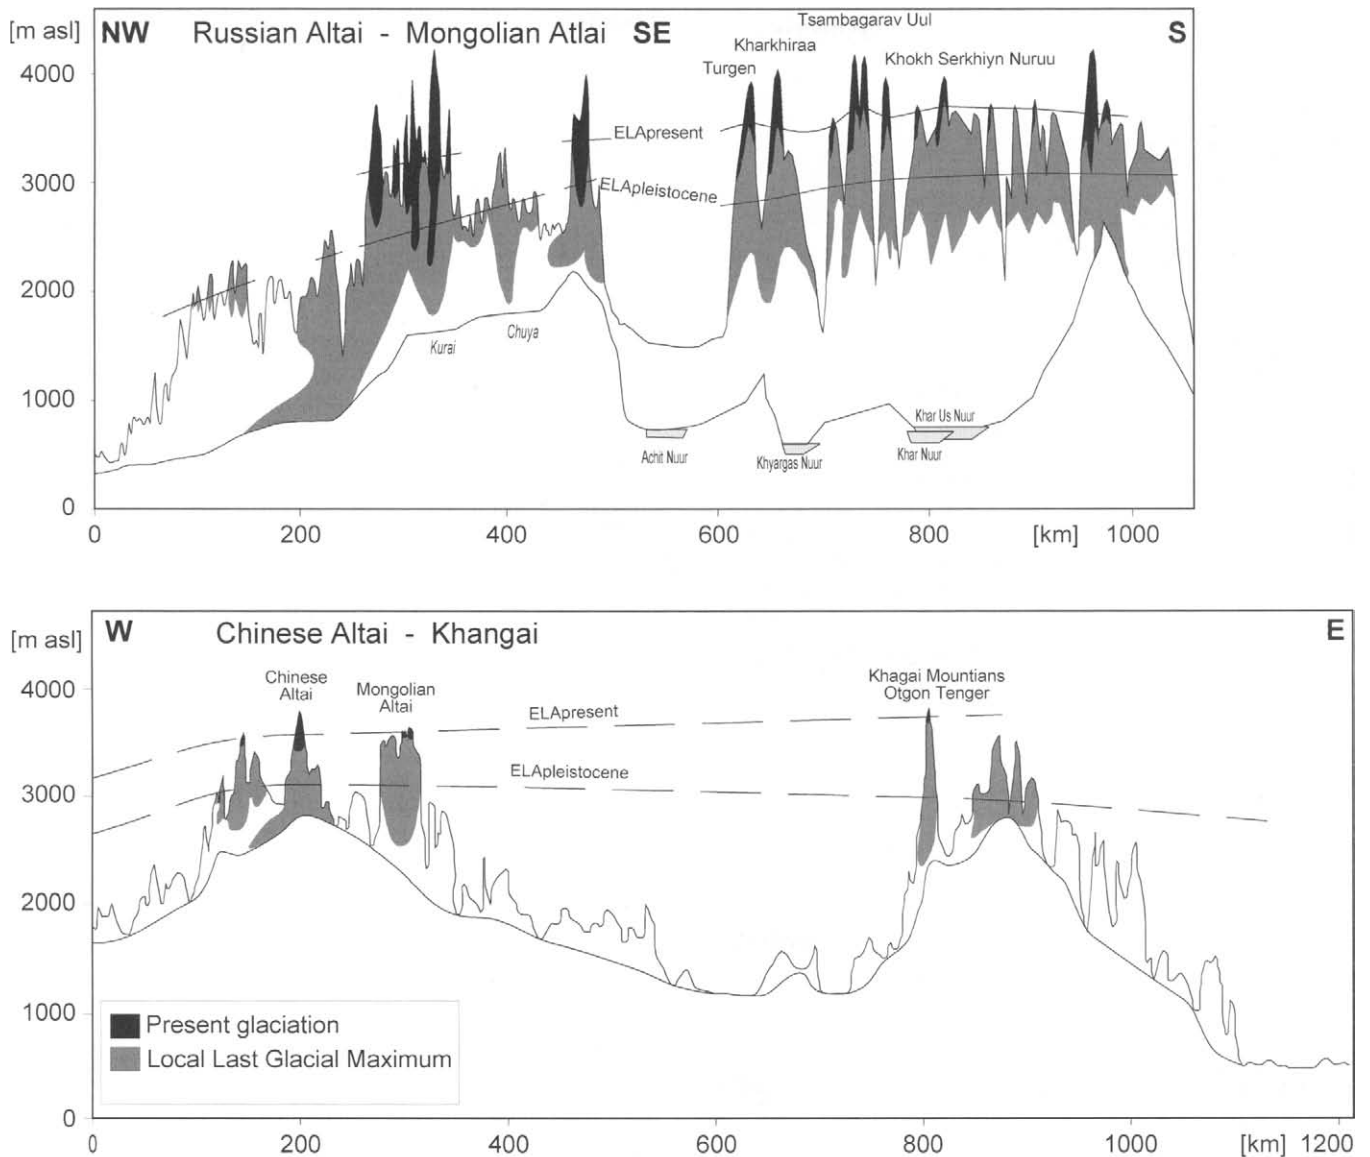 [m asl] NW Russian Altai - Mongolian Atlai SE Tsambagarav Uul S
Kharkhiraa
Turgen Khokh Serkhiyn Nuruu
4000
ELApresent
3000
ELApleistocene
2000
Kurai Chuya
1000
Khar Us Nuur
Achit Nuur Khyargas Nuur Khar Nuur
0
0 200 400 600 800 [km] 1000
[m asl] W Chinese Altai - Khangai E
Chinese
Altai
Mongolian
Altai
Khagai Mountians
Otgon Tenger
4000
ELApresent
ELApleistocene
3000
2000
1000
Present glaciation
Local Last Glacial Maximum
0
0 200 400 600 800 1000 [km] 1200